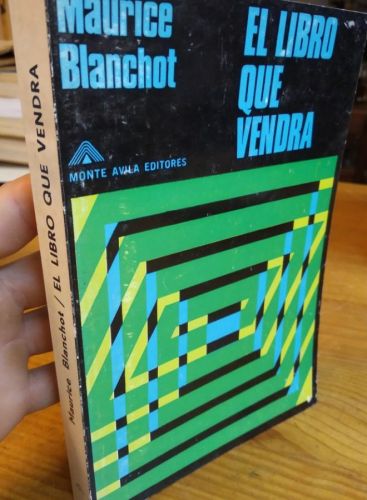 Maurice
Blanchot
EL LIBRO
QUE
VENDRA
MONTE AVILA EDITORES
Maurice Blanchot / EL LIBRO QUE VENDRA